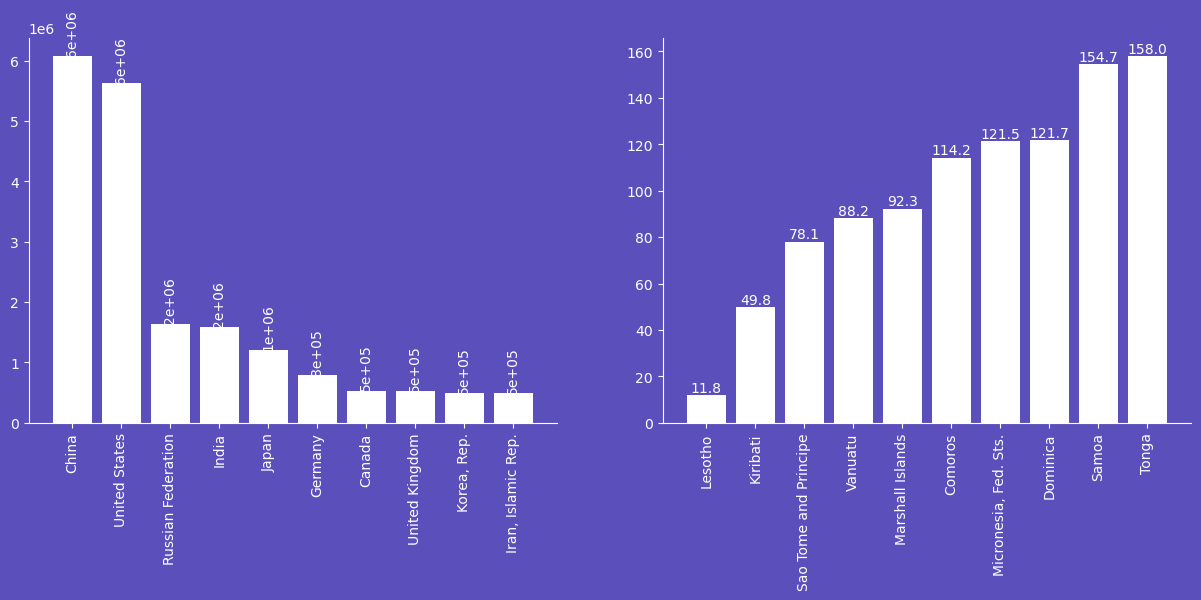 1e6
6
5
4
3
2
1
0
6e+06
6e+06
2e+06
2e+06
1e+06
8e+05
5e+05
5e+05
5e+05
5e+05
China
United States
Russian Federation
India
Japan
Germany
Canada
United Kingdom
Korea, Rep.
Iran, Islamic Rep.
160
140
120
100
80
60
40
20
0
11.8
49.8
78.1
88.2
92.3
114.2
121.5
121.7
154.7
158.0
Lesotho
Kiribati
Sao Tome and Principe
Vanuatu
Marshall Islands
Comoros
Micronesia, Fed. Sts.
Dominica
Samoa
Tonga